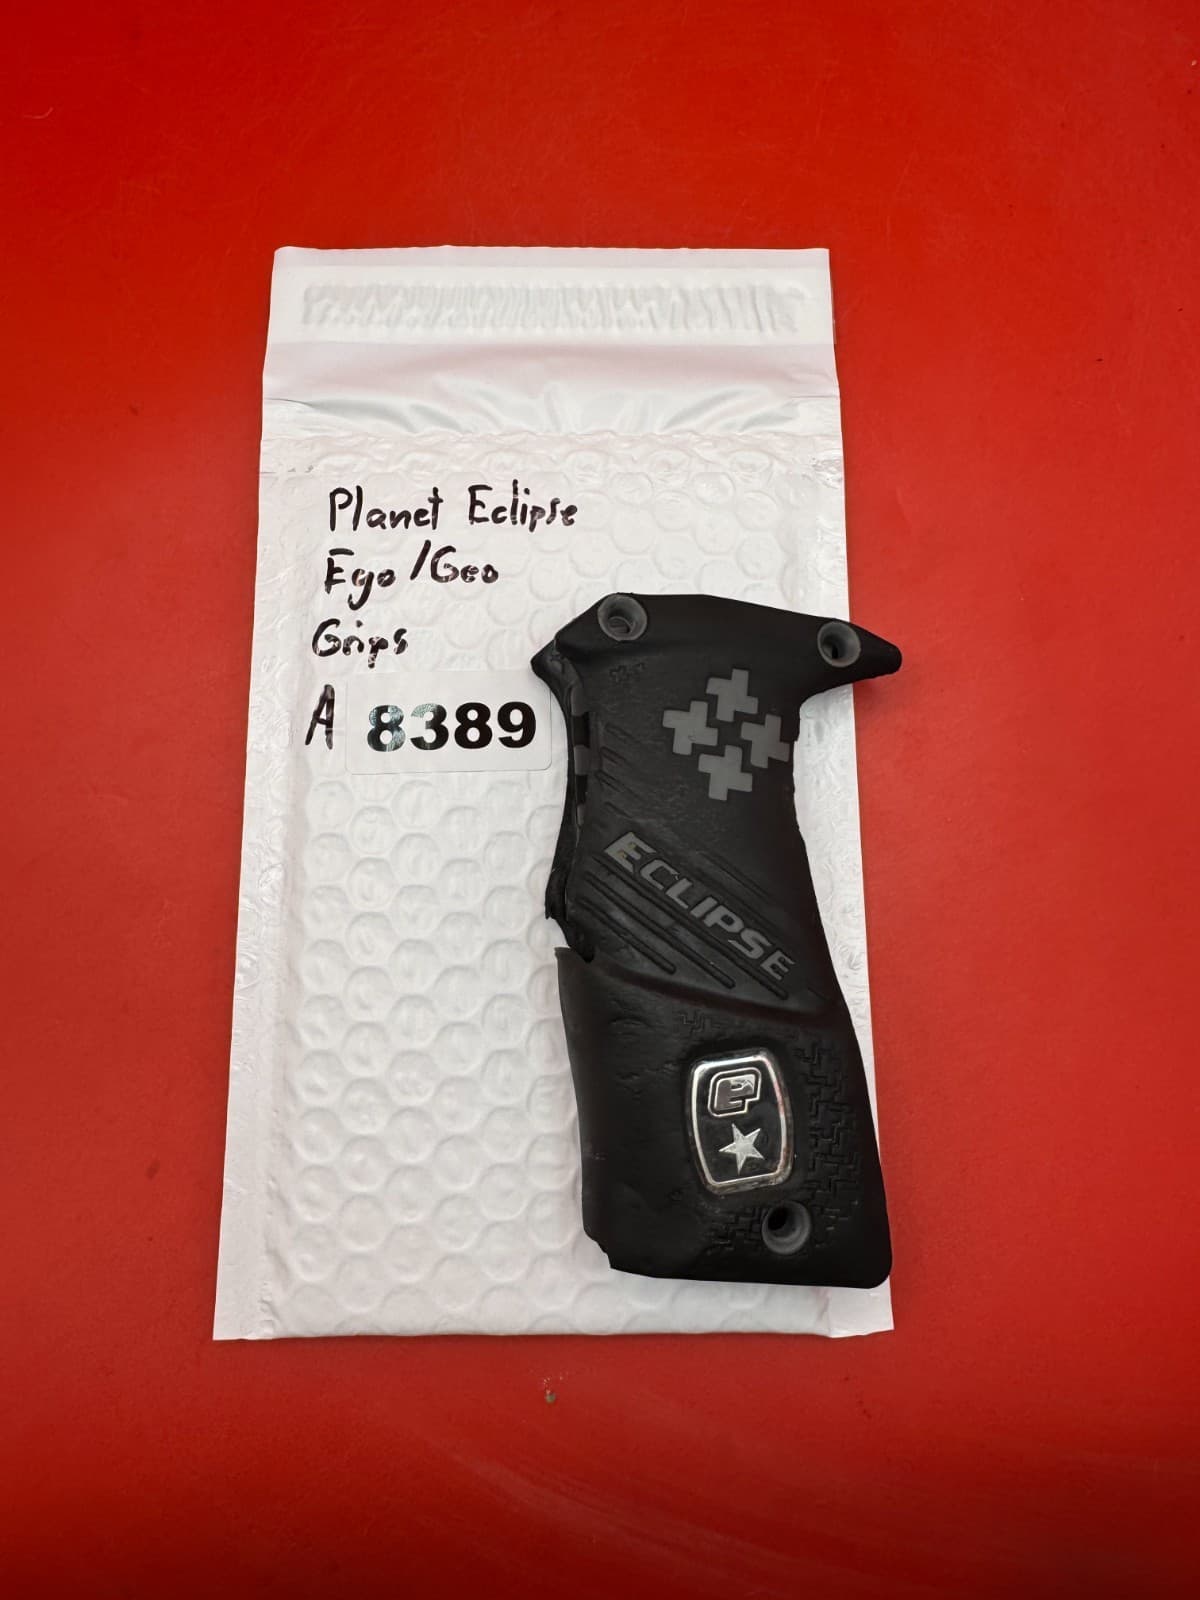 Planet Eclipse
Ego/Geo
Grips
A 8389
ECLIPSE
e